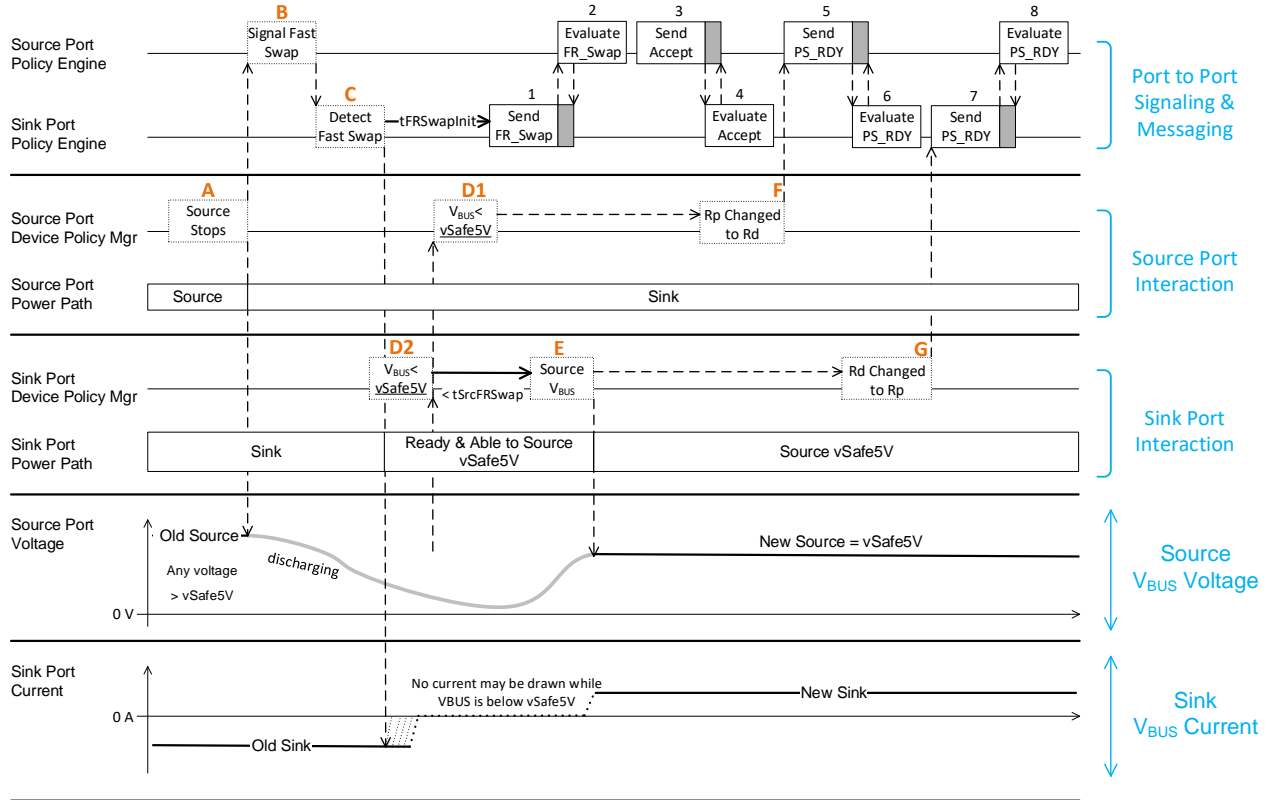 B
Signal Fast
Swap
2
Evaluate
FR_Swap
3
Send
Accept
5
Send
PS_RDY
8
Evaluate
PS_RDY
Source Port
Policy Engine
C
Detect
Fast Swap
tFRSwapInit
1
Send
FR_Swap
4
Evaluate
Accept
6
Evaluate
PS_RDY
7
Send
PS_RDY
Sink Port
Policy Engine
Port to Port
Signaling &
Messaging
A
Source
Stops
D1
VBUS<
vSafe5V
F
Rp Changed
to Rd
Source Port
Device Policy Mgr
Source Port
Power Path
Source
Sink
Source Port
Interaction
D2
VBUS<
vSafe5V
< tSrcFRSwap
E
Source
VBUS
G
Rd Changed
to Rp
Sink Port
Device Policy Mgr
Sink Port
Power Path
Sink
Ready & Able to Source
vSafe5V
Source vSafe5V
Sink Port
Interaction
Source Port
Voltage
Old Source
Any voltage
> vSafe5V
discharging
New Source = vSafe5V
0 V
Source
VBUS Voltage
Sink Port
Current
No current may be drawn while
VBUS is below vSafe5V
New Sink
0 A
Old Sink
Sink
VBUS Current